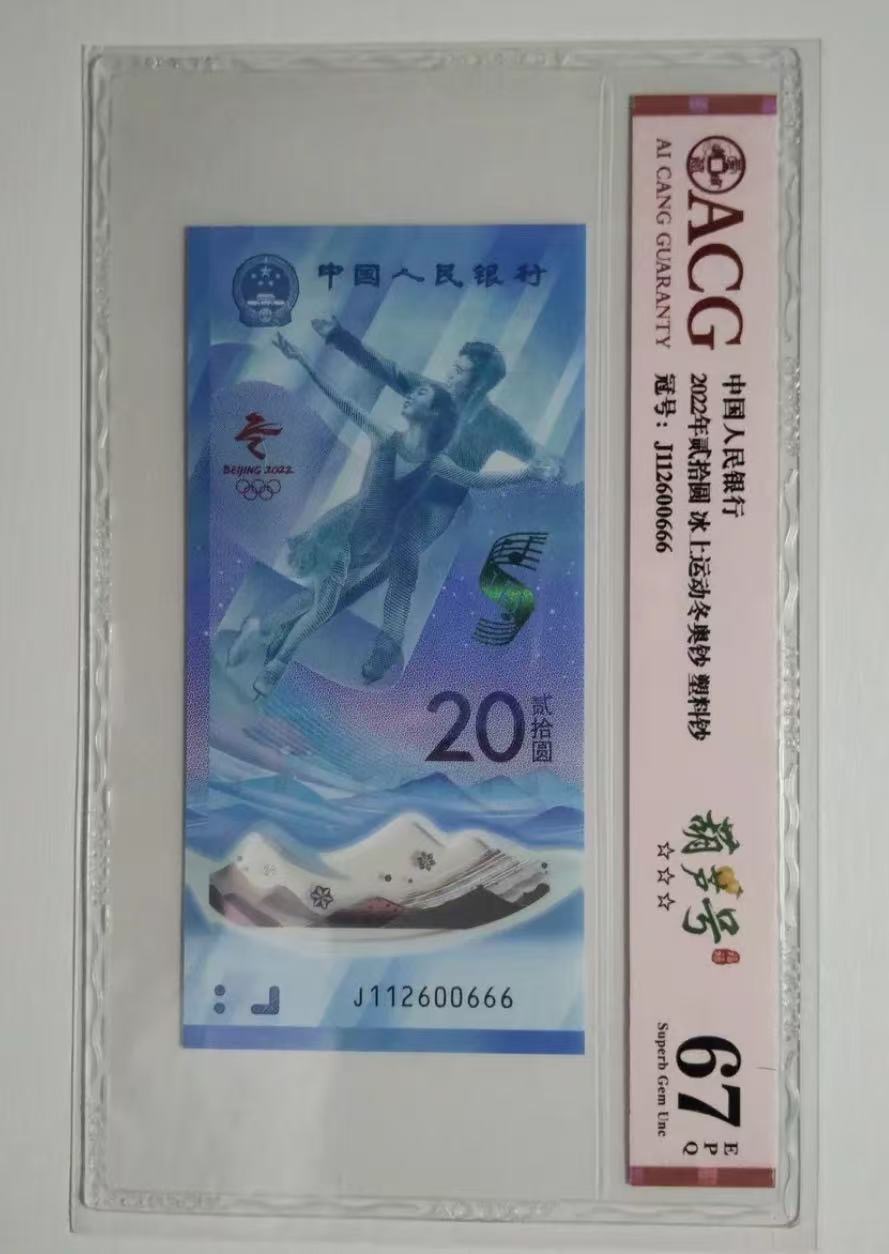 中国人民银行
BEIJING 2022
20
贰拾圆
J112600666
ACG
AI CANG GUARANTY
中国人民银行
2022年贰拾圆 冰上运动冬奥钞 塑料钞
冠号：J112600666
葫芦号
☆☆☆
67
EPQ
Superb Gem Unc